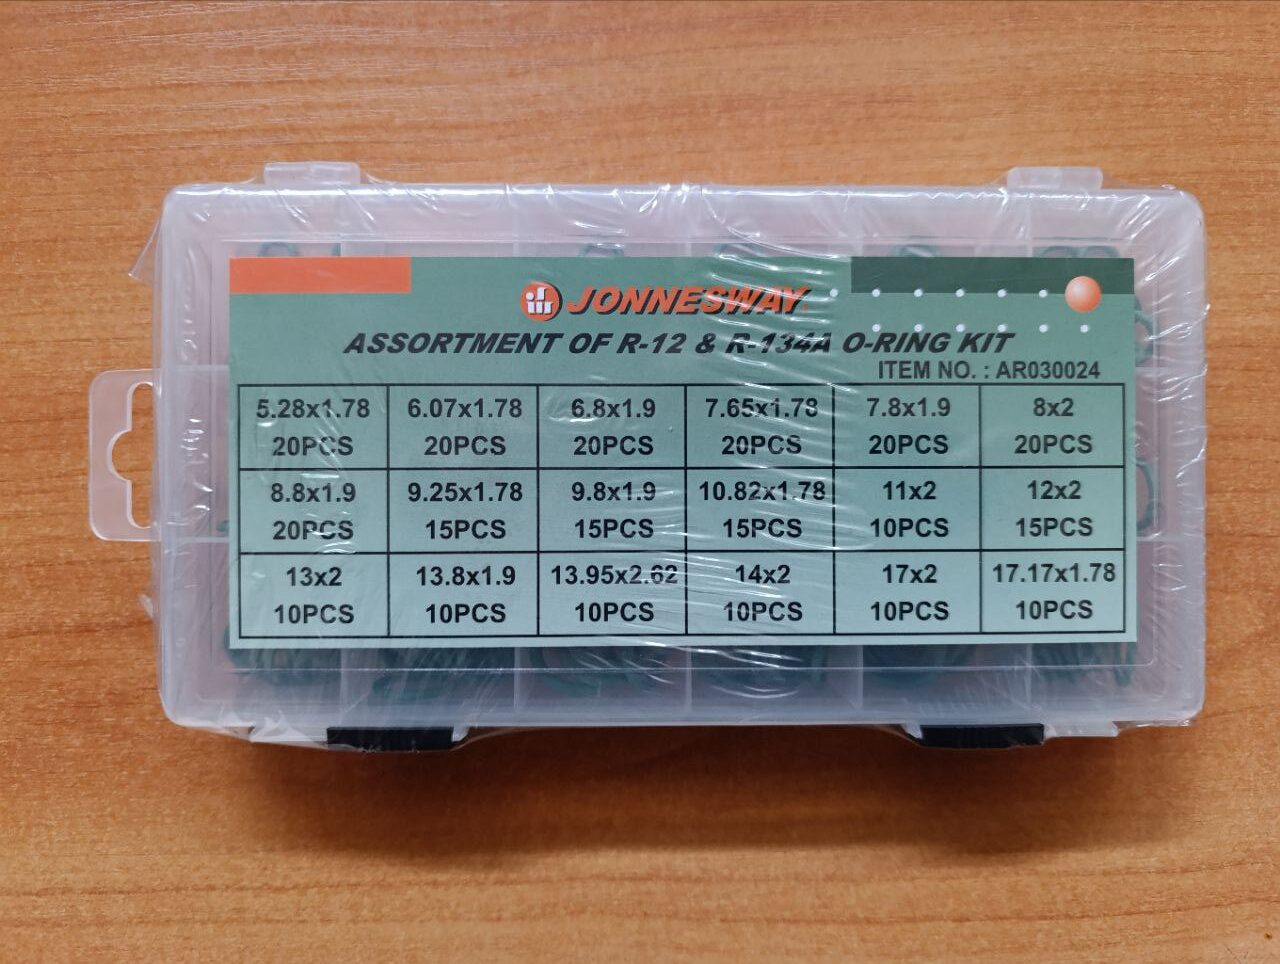 JONNESWAY
ASSORTMENT OF R-12 & R-134A O-RING KIT
ITEM NO. : AR030024
5.28x1.78 6.07x1.78 6.8x1.9 7.65x1.78 7.8x1.9 8x2
20PCS 20PCS 20PCS 20PCS 20PCS 20PCS
8.8x1.9 9.25x1.78 9.8x1.9 10.82x1.78 11x2 12x2
20PCS 15PCS 15PCS 15PCS 10PCS 15PCS
13x2 13.8x1.9 13.95x2.62 14x2 17x2 17.17x1.78
10PCS 10PCS 10PCS 10PCS 10PCS 10PCS